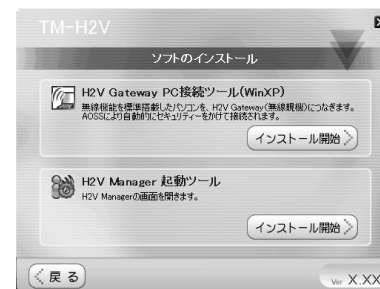 TM-H2V
ソフトのインストール
H2V Gateway PC接続ツール(WinXP)
無線機能を標準搭載したパソコンを、H2V Gateway(無線親機)につなぎます。
AOSSにより自動的にセキュリティーをかけて接続されます。
インストール開始
H2V Manager 起動ツール
H2V Managerの画面を開きます。
インストール開始
戻る
Ver X.XX